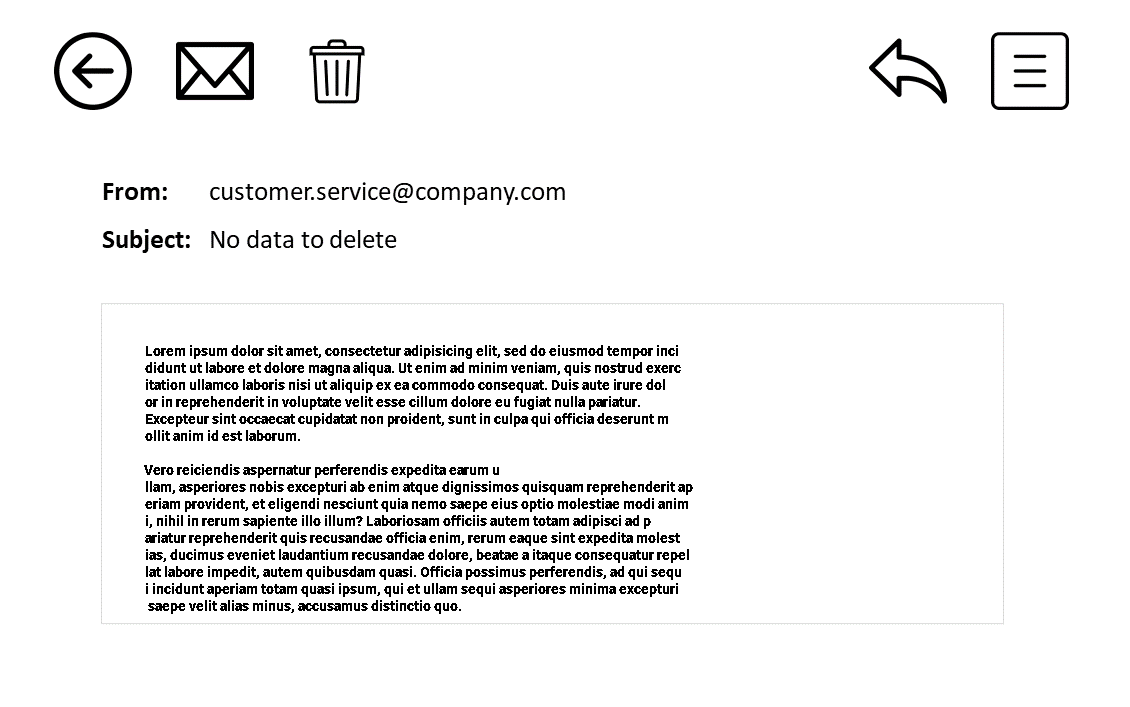 From: customer.service@company.com
Subject: No data to delete
Lorem ipsum dolor sit amet, consectetur adipisicing elit, sed do eiusmod tempor inci
didunt ut labore et dolore magna aliqua. Ut enim ad minim veniam, quis nostrud exerc
itation ullamco laboris nisi ut aliquip ex ea commodo consequat. Duis aute irure dol
or in reprehenderit in voluptate velit esse cillum dolore eu fugiat nulla pariatur.
Excepteur sint occaecat cupidatat non proident, sunt in culpa qui officia deserunt m
ollit anim id est laborum.
Vero reiciendis aspernatur perferendis expedita earum u
llam, asperiores nobis excepturi ab enim atque dignissimos quisquam reprehenderit ap
eriam provident, et eligendi nesciunt quia nemo saepe eius optio molestiae modi anim
i, nihil in rerum sapiente illo illum? Laboriosam officiis autem totam adipisci ad p
ariatur reprehenderit quis recusandae officia enim, rerum eaque sint expedita molest
ias, ducimus eveniet laudantium recusandae dolore, beatae a itaque consequatur repel
lat labore impedit, autem quibusdam quasi. Officia possimus perferendis, ad qui sequ
i incidunt aperiam totam quasi ipsum, qui et ullam sequi asperiores minima excepturi
saepe velit alias minus, accusamus distinctio quo.